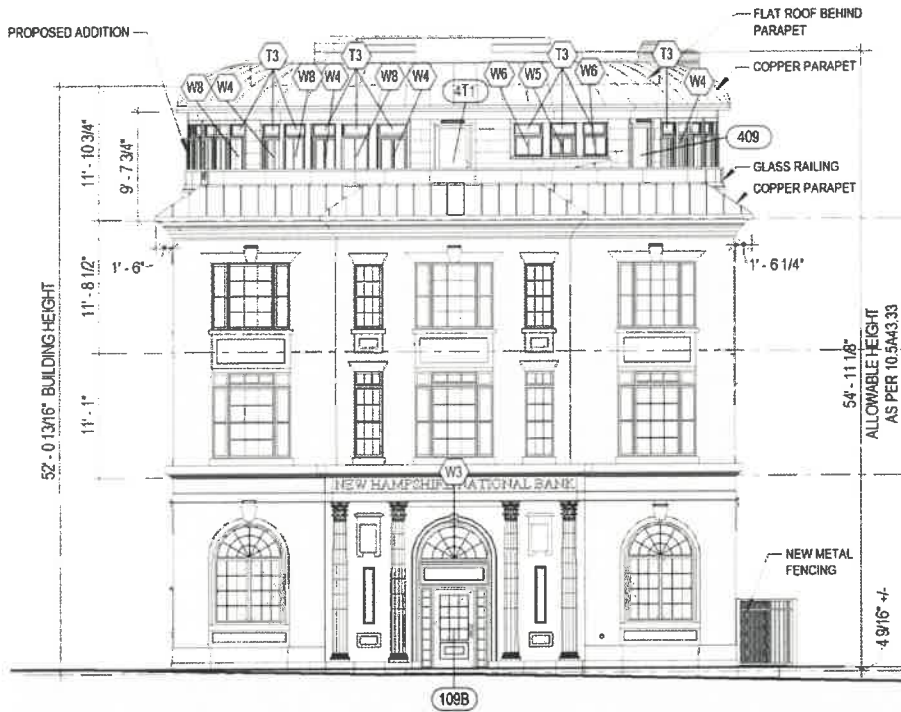 PROPOSED ADDITION
FLAT ROOF BEHIND
PARAPET
COPPER PARAPET
T3
T3
T3
T3
W8
W4
W8
W4
W8
W4
W6
W5
W6
W4
4T1
409
GLASS RAILING
COPPER PARAPET
11' - 10 3/4"
9' - 7 3/4"
1' - 6"
1' - 6 1/4"
11' - 8 1/2"
11' - 1"
52' - 0 13/16" BUILDING HEIGHT
54' - 11 1/8"
ALLOWABLE HEIGHT
AS PER 10.5A43.33
W3
NEW HAMPSHIRE NATIONAL BANK
NEW METAL
FENCING
4 9/16" +/-
109B